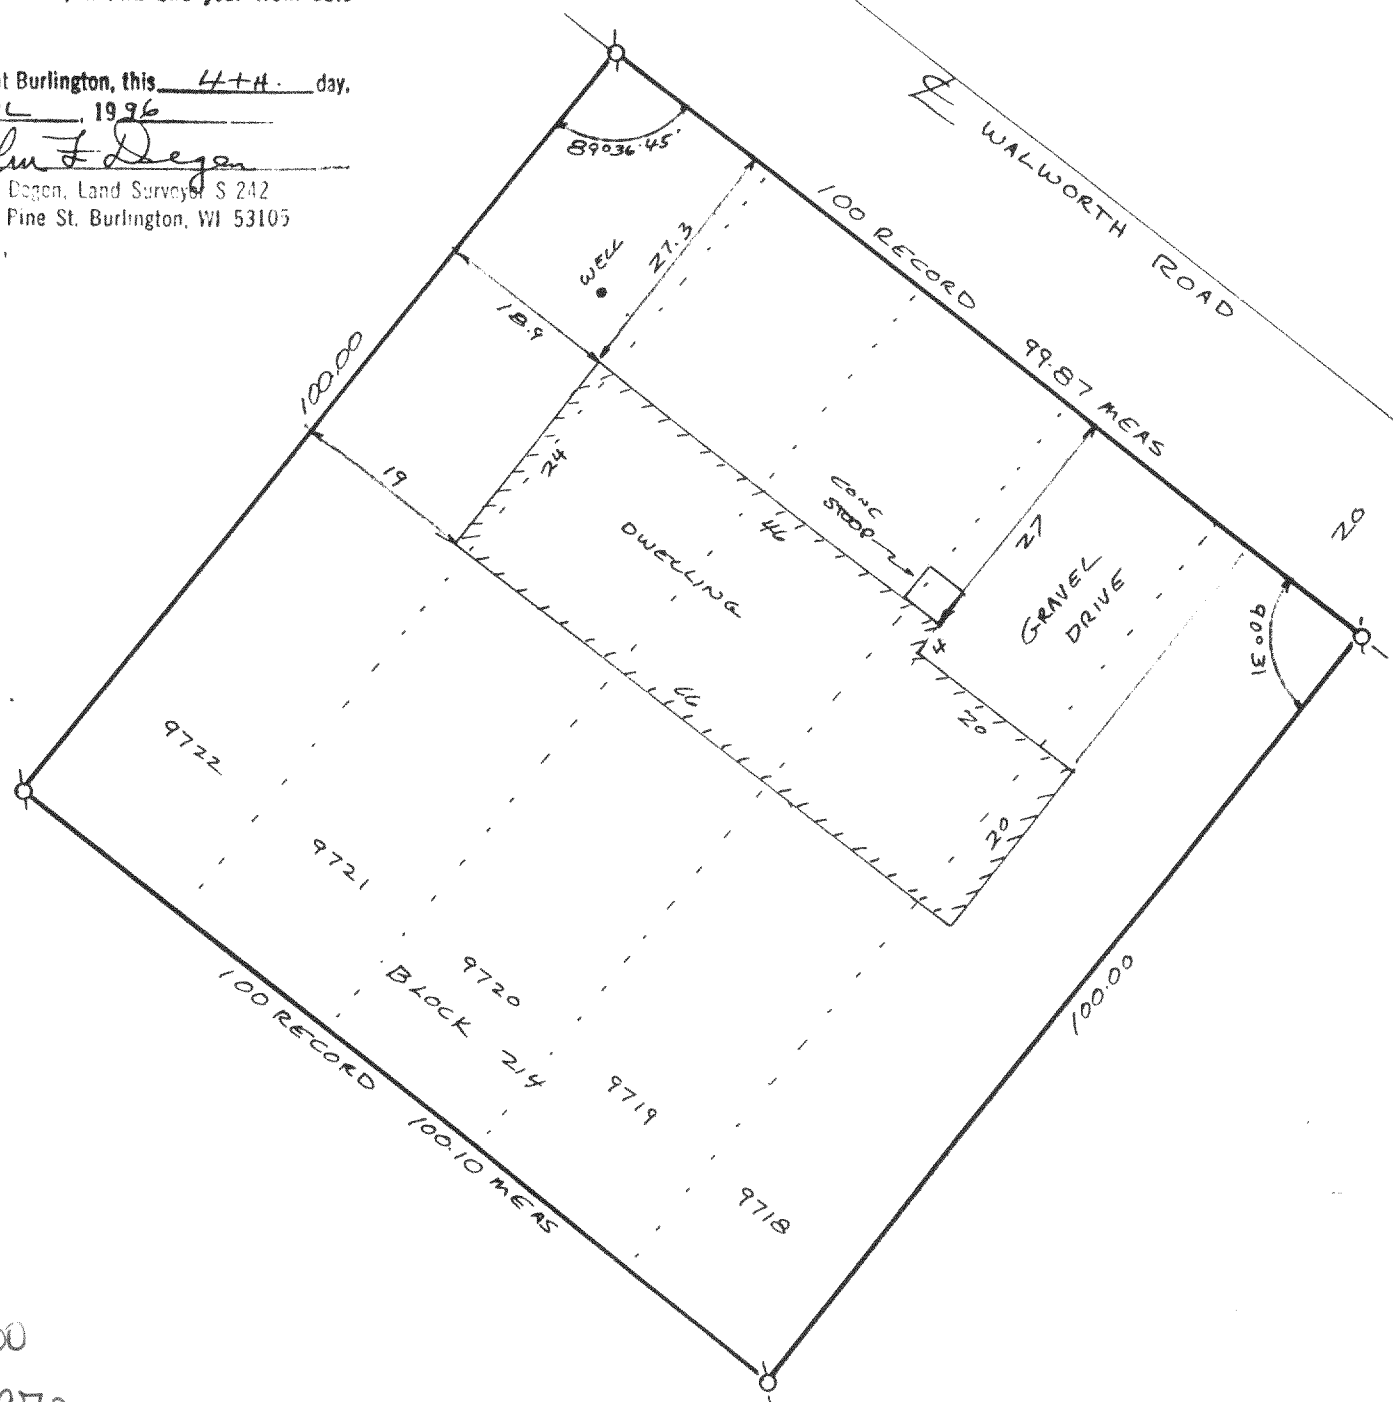 t Burlington, this 4TH. day,
L, 1996
F Degen
Degen, Land Surveyor S 242
Pine St. Burlington, WI 53105
℄ WALWORTH ROAD
89°36'45"
100 RECORD 99.87 MEAS
WELL
27.3
18.9
100.00
19
24
DWELLING
46
CONC
STOOP
27
GRAVEL
DRIVE
20
90°31
4
20
20
66
9722
9721
9720
BLOCK 214
9719
9718
100.00
100 RECORD 100.10 MEAS